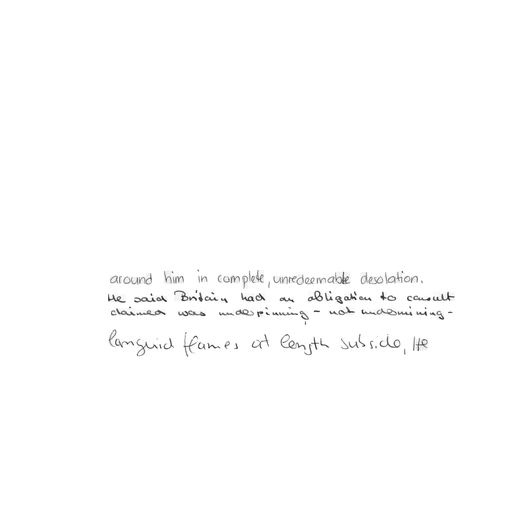 around him in complete, unredeemable desolation.
He said Britain had an obligation to consult
claimed was underpinning - not undermining -
languid flames at length subside, He